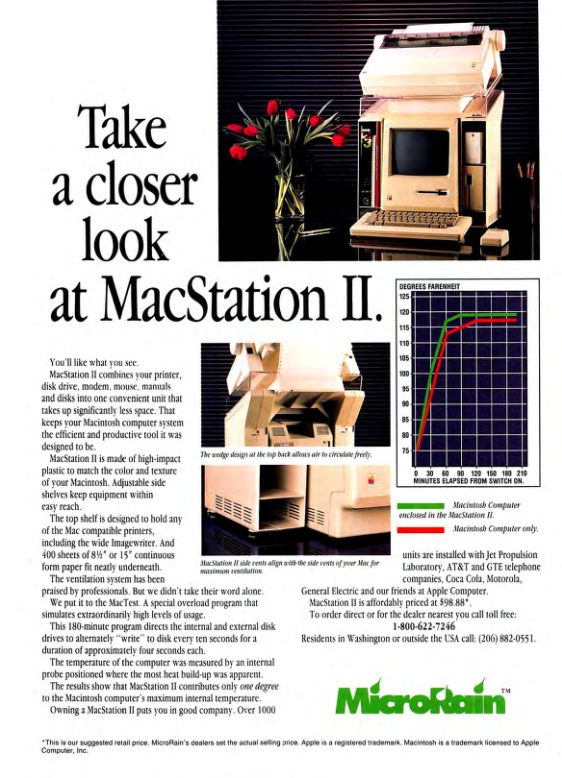 Take
a closer
look
at MacStation II.
You'll like what you see.
MacStation II combines your printer,
disk drive, modem, mouse, manuals
and disks into one convenient unit that
takes up significantly less space. That
keeps your Macintosh computer system
the efficient and productive tool it was
designed to be.
MacStation II is made of high-impact
plastic to match the color and texture
of your Macintosh. Adjustable side
shelves keep equipment within
easy reach.
The top shelf is designed to hold any
of the Mac compatible printers,
including the wide Imagewriter. And
400 sheets of 8½" or 15" continuous
form paper fit neatly underneath.
The ventilation system has been
praised by professionals. But we didn't take their word alone.
We put it to the MacTest. A special overload program that
simulates extraordinarily high levels of usage.
This 180-minute program directs the internal and external disk
drives to alternately "write" to disk every ten seconds for a
duration of approximately four seconds each.
The temperature of the computer was measured by an internal
probe positioned where the most heat build-up was apparent.
The results show that MacStation II contributes only one degree
to the Macintosh computer's maximum internal temperature.
Owning a MacStation II puts you in good company. Over 1000
The wedge design at the top back allows air to circulate freely.
MacStation II side vents align with the side vents of your Mac for
maximum ventilation.
DEGREES FARENHEIT
125
120
115
110
105
100
95
90
85
80
75
0 30 60 90 120 150 180 210
MINUTES ELAPSED FROM SWITCH ON.
Macintosh Computer
enclosed in the MacStation II.
Macintosh Computer only.
units are installed with Jet Propulsion
Laboratory, AT&T and GTE telephone
companies, Coca Cola, Motorola,
General Electric and our friends at Apple Computer.
MacStation II is affordably priced at $98.88*.
To order direct or for the dealer nearest you call toll free:
1-800-622-7246
Residents in Washington or outside the USA call: (206) 882-0551.
MicroRain™
*This is our suggested retail price. MicroRain's dealers set the actual selling price. Apple is a registered trademark. Macintosh is a trademark licensed to Apple
Computer, Inc.